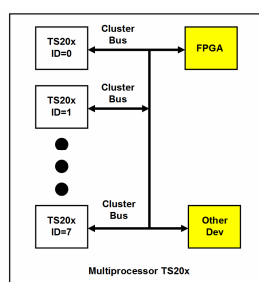 TS20x
ID=0
Cluster
Bus
FPGA
TS20x
ID=1
Cluster
Bus
TS20x
ID=7
Cluster
Bus
Other
Dev
Multiprocessor TS20x